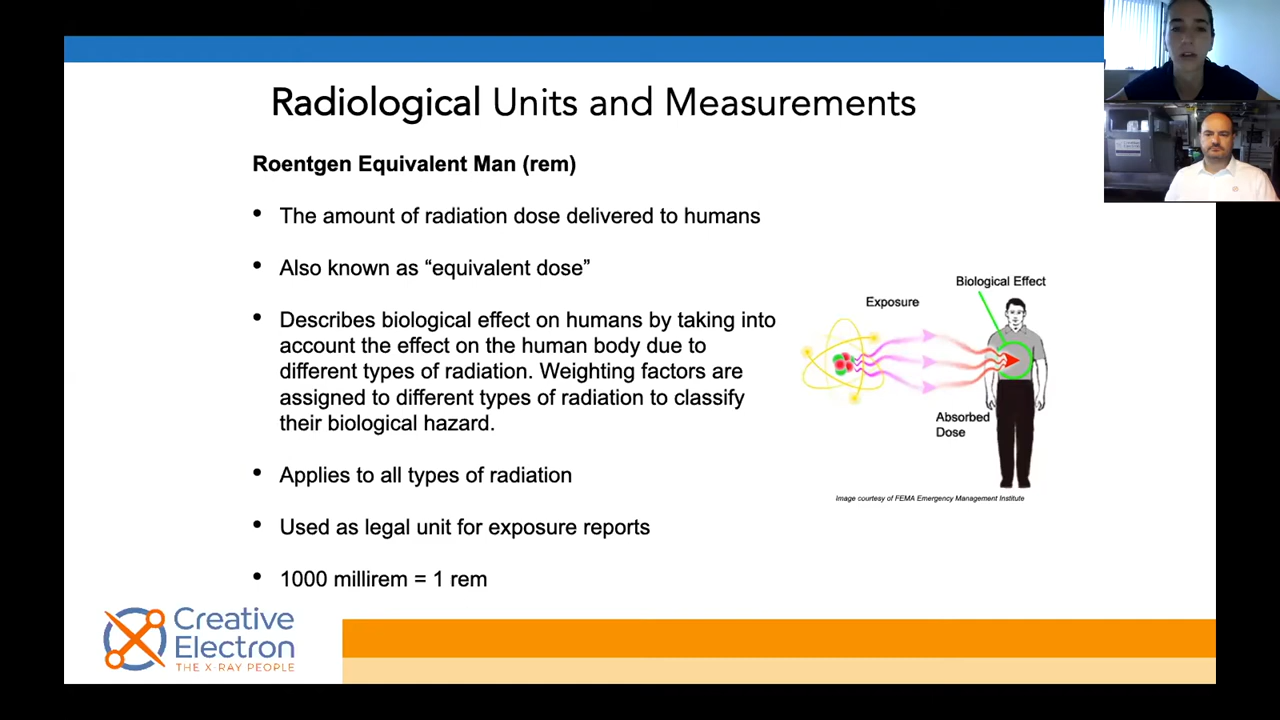 Radiological Units and Measurements
Roentgen Equivalent Man (rem)
• The amount of radiation dose delivered to humans
• Also known as “equivalent dose”
• Describes biological effect on humans by taking into
account the effect on the human body due to
different types of radiation. Weighting factors are
assigned to different types of radiation to classify
their biological hazard.
• Applies to all types of radiation
• Used as legal unit for exposure reports
• 1000 millirem = 1 rem
Biological Effect
Exposure
Absorbed
Dose
Image courtesy of FEMA Emergency Management Institute
Creative
Electron
THE X-RAY PEOPLE